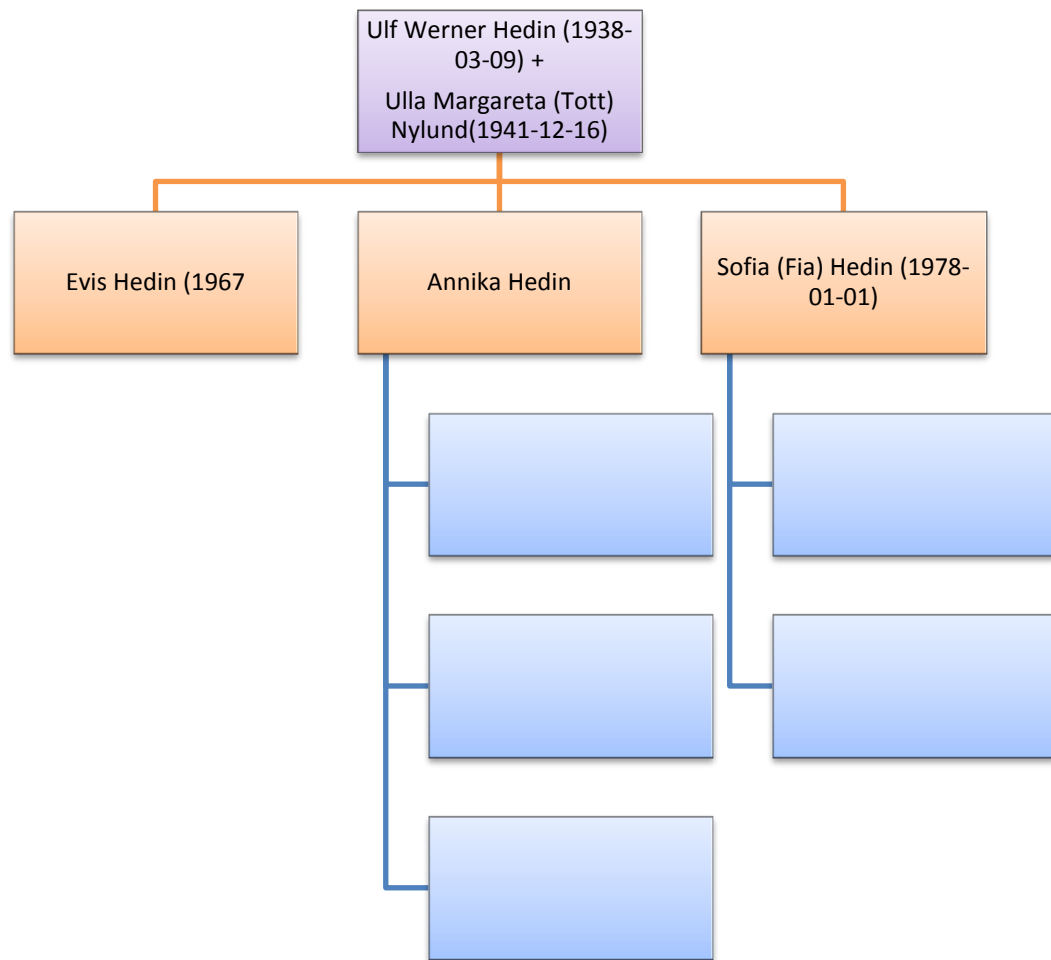 Ulf Werner Hedin (1938-
03-09) +
Ulla Margareta (Tott)
Nylund(1941-12-16)
Evis Hedin (1967
Annika Hedin
Sofia (Fia) Hedin (1978-
01-01)